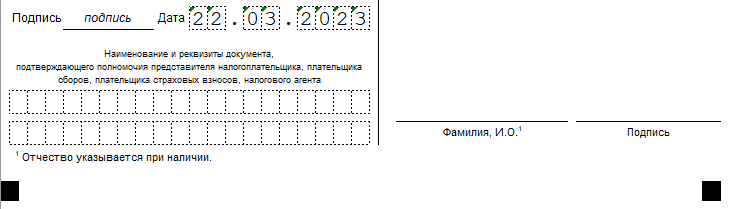 Подпись подпись Дата 22.03.2023
Наименование и реквизиты документа,
подтверждающего полномочия представителя налогоплательщика, плательщика
сборов, плательщика страховых взносов, налогового агента
Фамилия, И.О.¹ Подпись
¹ Отчество указывается при наличии.